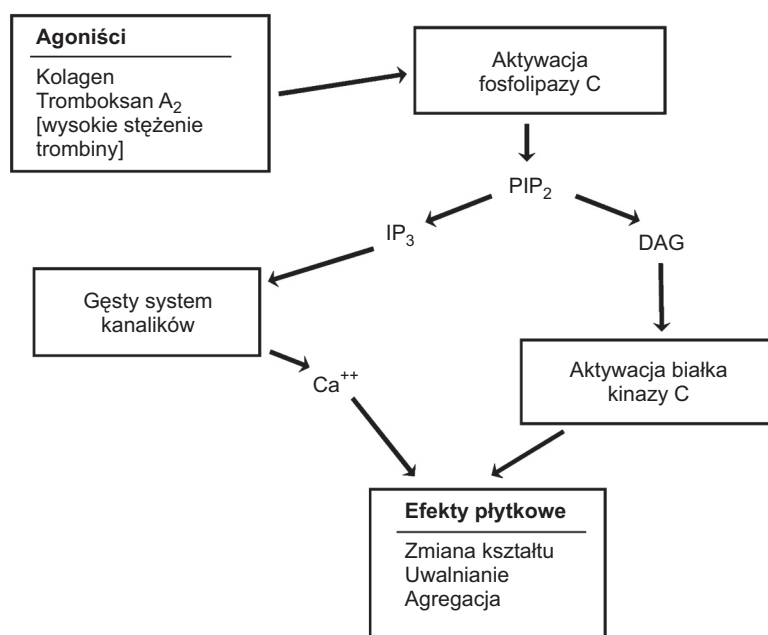 Agoniści
Kolagen
Tromboksan A₂
[wysokie stężenie
trombiny]
Aktywacja
fosfolipazy C
PIP₂
IP₃
DAG
Gęsty system
kanalików
Ca⁺⁺
Aktywacja białka
kinazy C
Efekty płytkowe
Zmiana kształtu
Uwalnianie
Agregacja